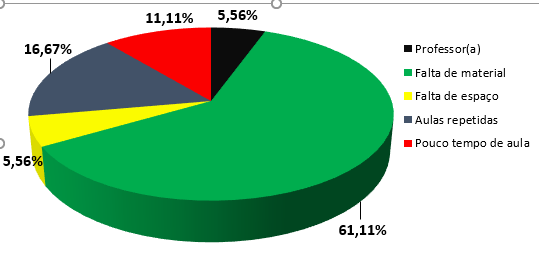 11,11%
5,56%
16,67%
5,56%
61,11%
Professor(a)
Falta de material
Falta de espaço
Aulas repetidas
Pouco tempo de aula